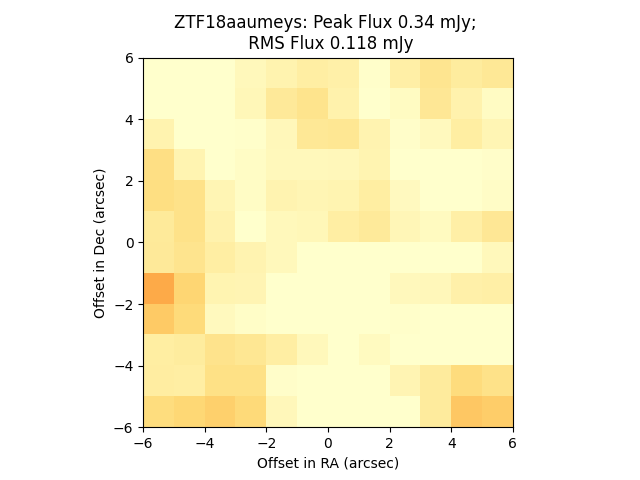 ZTF18aaumeys: Peak Flux 0.34 mJy;
RMS Flux 0.118 mJy
6
4
2
0
−2
−4
−6
Offset in Dec (arcsec)
−6 −4 −2 0 2 4 6
Offset in RA (arcsec)